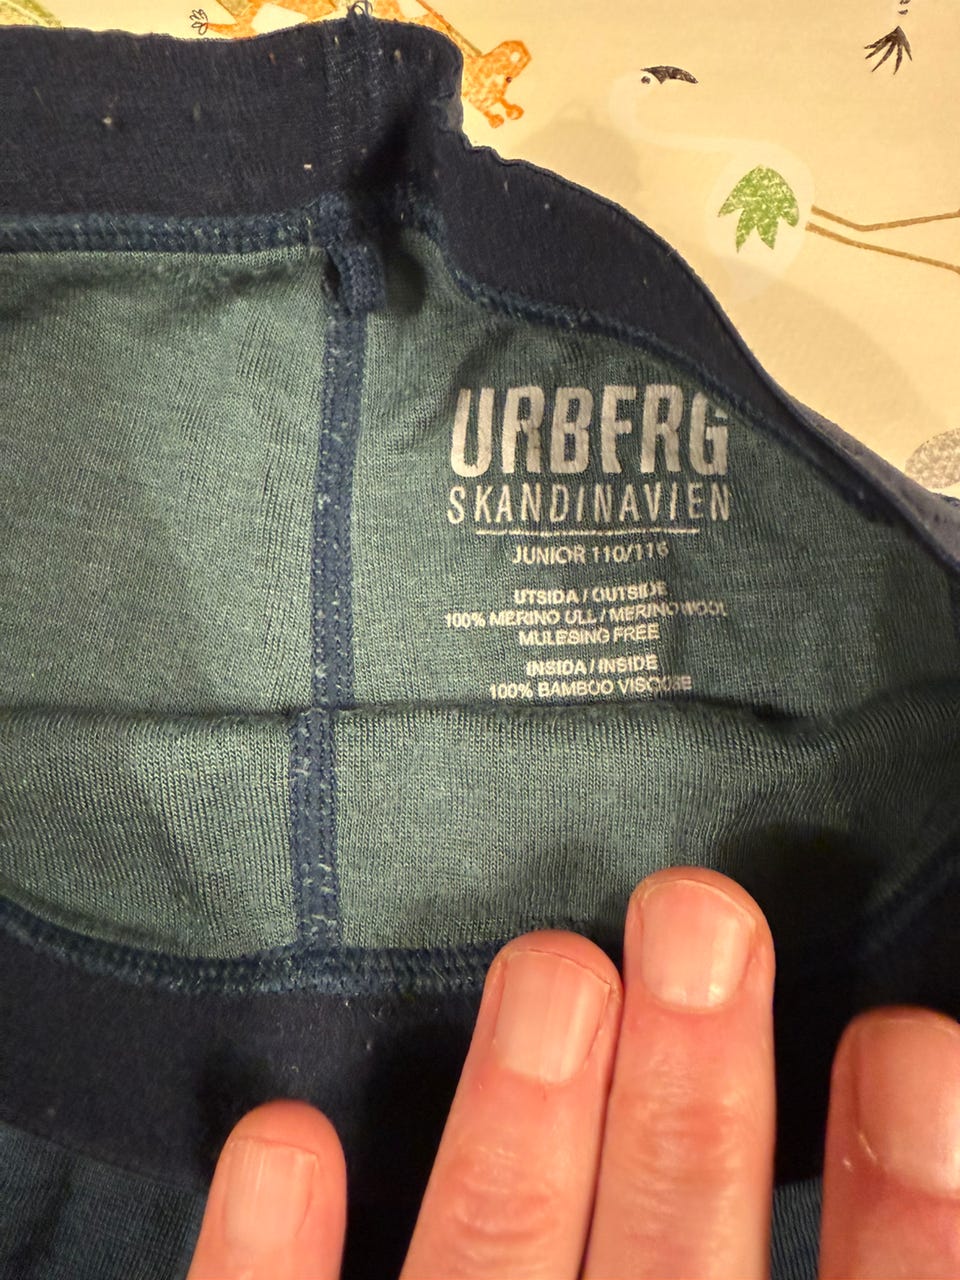 URBERG
SKANDINAVIEN
JUNIOR 110/116
UTSIDA / OUTSIDE
100% MERINO ULL / MERINO WOOL
MULESING FREE
INSIDA / INSIDE
100% BAMBOO VISCOSE